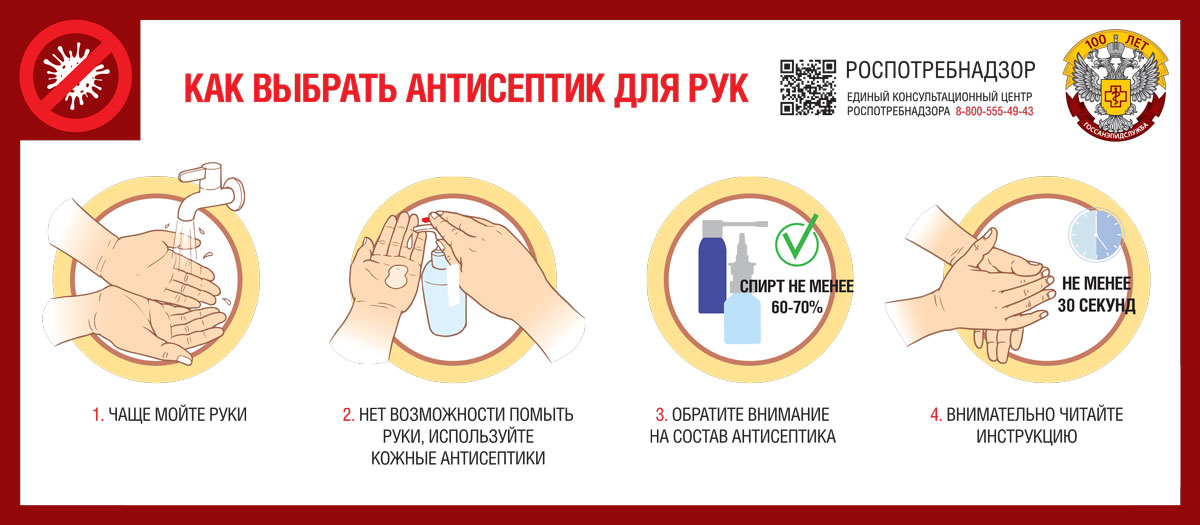 КАК ВЫБРАТЬ АНТИСЕПТИК ДЛЯ РУК
РОСПОТРЕБНАДЗОР
ЕДИНЫЙ КОНСУЛЬТАЦИОННЫЙ ЦЕНТР
РОСПОТРЕБНАДЗОРА 8-800-555-49-43
100 ЛЕТ
ГОССАНЭПИДСЛУЖБА
1. ЧАЩЕ МОЙТЕ РУКИ
2. НЕТ ВОЗМОЖНОСТИ ПОМЫТЬ
РУКИ, ИСПОЛЬЗУЙТЕ
КОЖНЫЕ АНТИСЕПТИКИ
СПИРТ НЕ МЕНЕЕ
60-70%
3. ОБРАТИТЕ ВНИМАНИЕ
НА СОСТАВ АНТИСЕПТИКА
НЕ МЕНЕЕ
30 СЕКУНД
4. ВНИМАТЕЛЬНО ЧИТАЙТЕ
ИНСТРУКЦИЮ